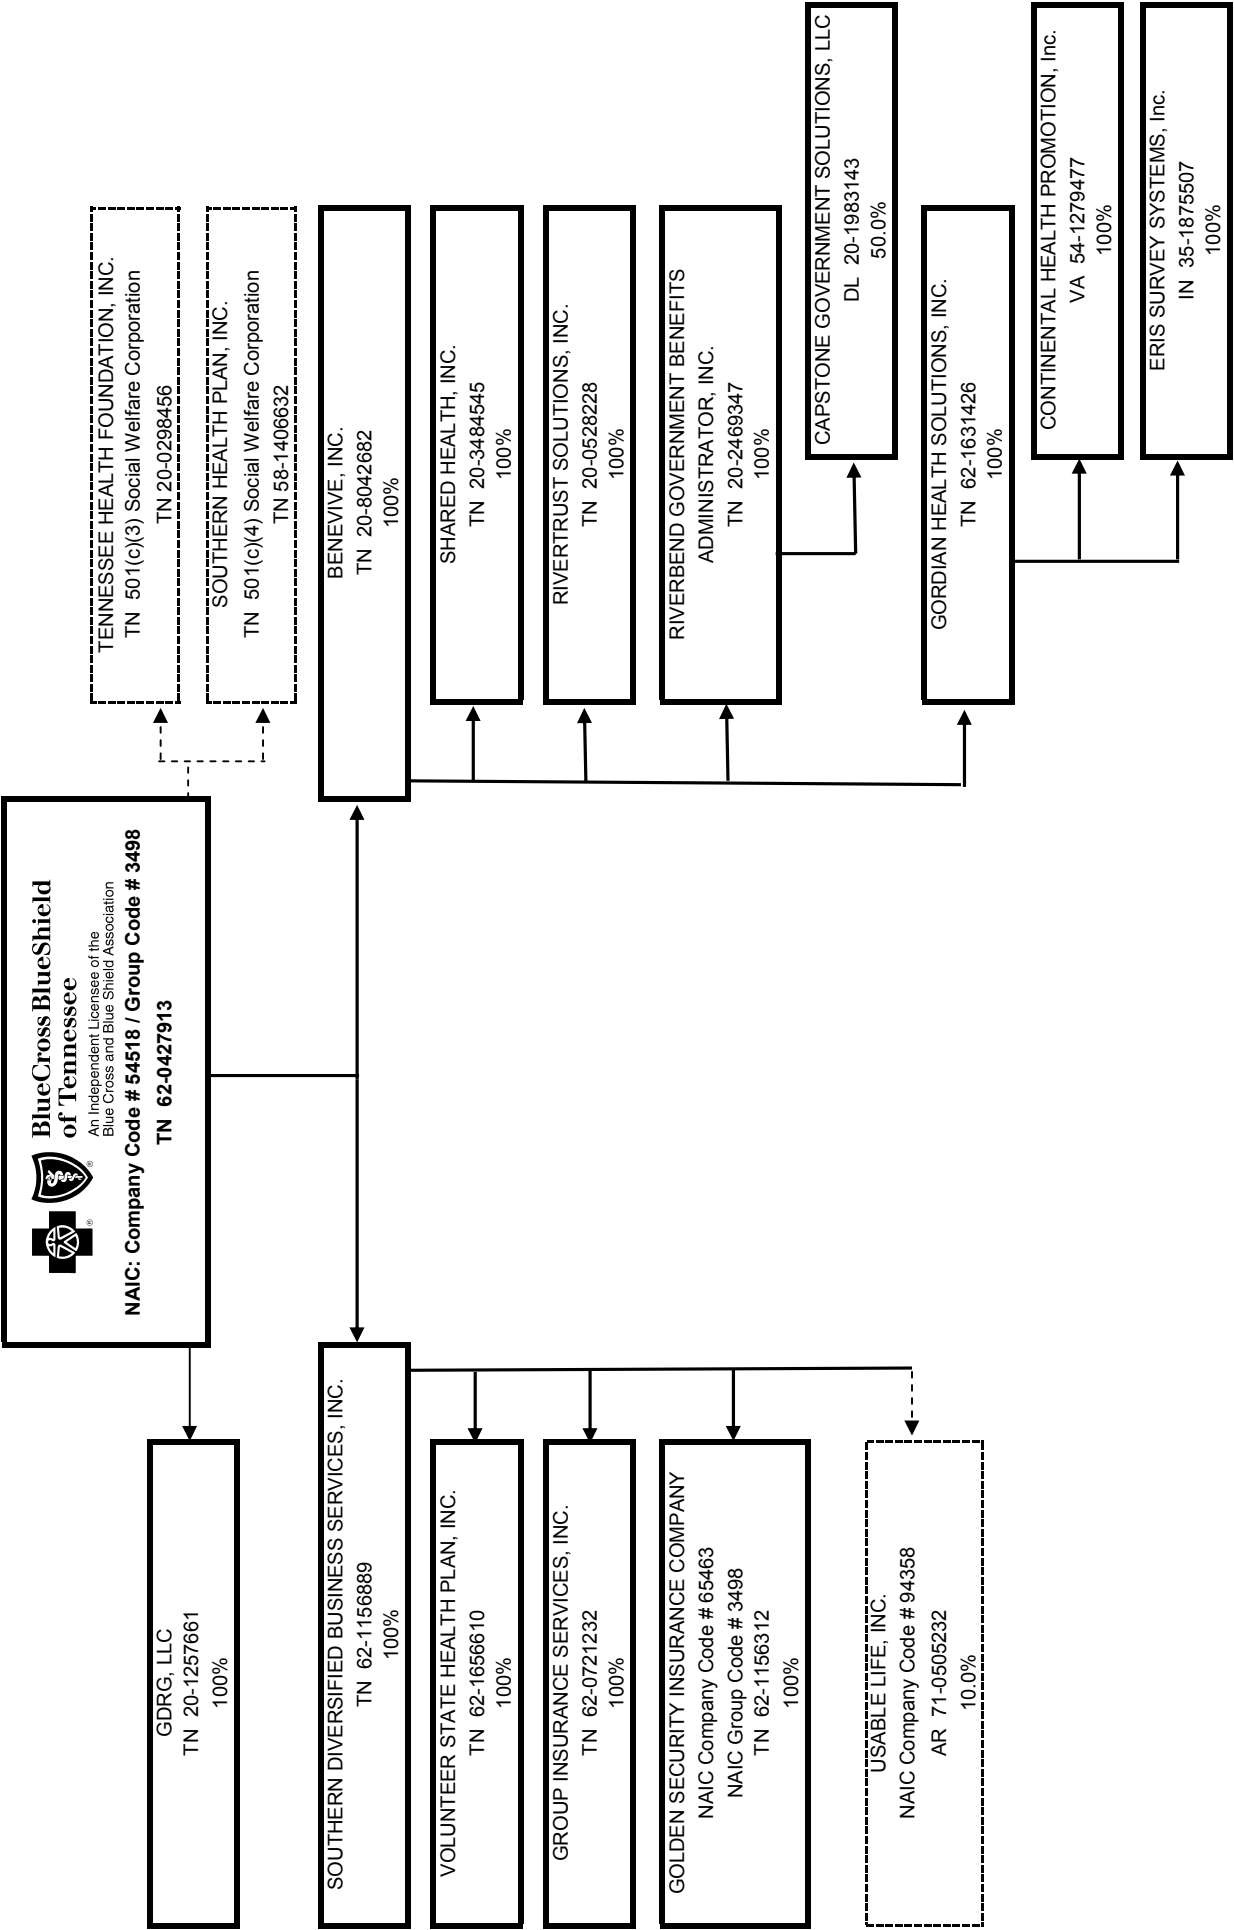 BlueCross BlueShield
of Tennessee
An Independent Licensee of the
Blue Cross and Blue Shield Association
NAIC: Company Code # 54518 / Group Code # 3498
TN 62-0427913
GDRG, LLC
TN 20-1257661
100%
TENNESSEE HEALTH FOUNDATION, INC.
TN 501(c)(3) Social Welfare Corporation
TN 20-0298456
SOUTHERN HEALTH PLAN, INC.
TN 501(c)(4) Social Welfare Corporation
TN 58-1406632
SOUTHERN DIVERSIFIED BUSINESS SERVICES, INC.
TN 62-1156889
100%
VOLUNTEER STATE HEALTH PLAN, INC.
TN 62-1656610
100%
GROUP INSURANCE SERVICES, INC.
TN 62-0721232
100%
GOLDEN SECURITY INSURANCE COMPANY
NAIC Company Code # 65463
NAIC Group Code # 3498
TN 62-1156312
100%
USABLE LIFE, INC.
NAIC Company Code # 94358
AR 71-0505232
10.0%
BENEVIVE, INC.
TN 20-8042682
100%
SHARED HEALTH, INC.
TN 20-3484545
100%
RIVERTRUST SOLUTIONS, INC.
TN 20-0528228
100%
RIVERBEND GOVERNMENT BENEFITS
ADMINISTRATOR, INC.
TN 20-2469347
100%
CAPSTONE GOVERNMENT SOLUTIONS, LLC
DL 20-1983143
50.0%
GORDIAN HEALTH SOLUTIONS, INC.
TN 62-1631426
100%
CONTINENTAL HEALTH PROMOTION, Inc.
VA 54-1279477
100%
ERIS SURVEY SYSTEMS, Inc.
IN 35-1875507
100%